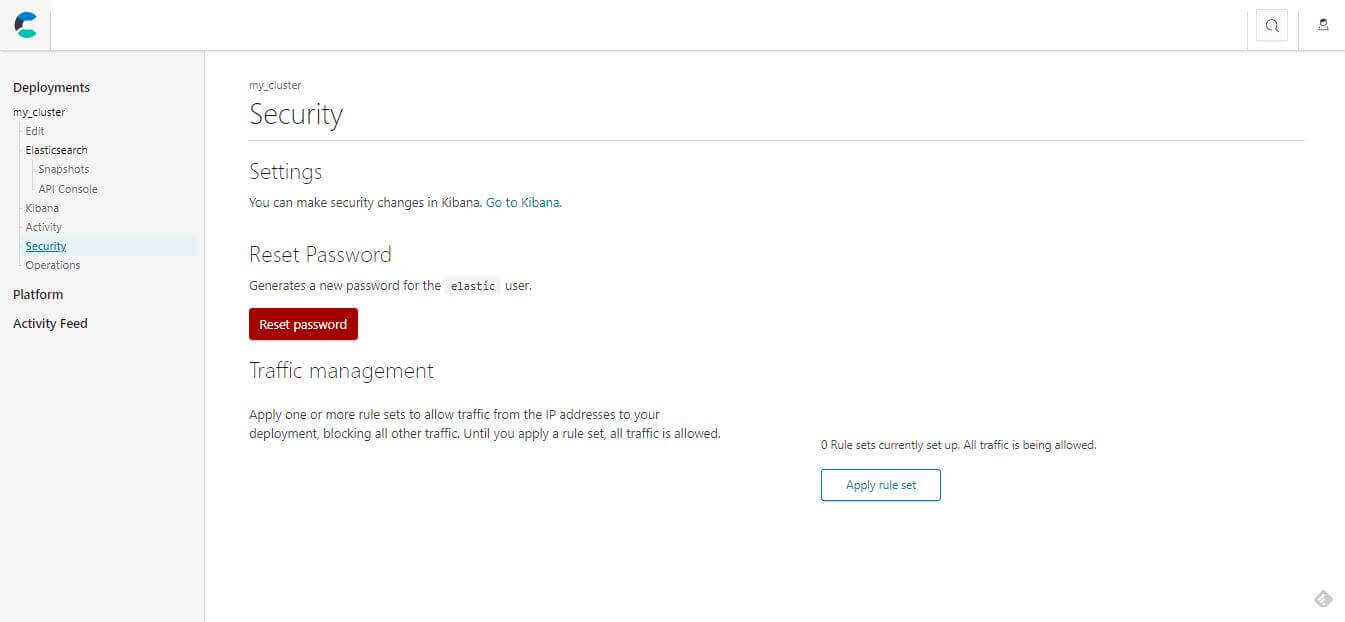 Deployments
my_cluster
Edit
Elasticsearch
Snapshots
API Console
Kibana
Activity
Security
Operations
Platform
Activity Feed
my_cluster
Security
Settings
You can make security changes in Kibana. Go to Kibana.
Reset Password
Generates a new password for the elastic user.
Reset password
Traffic management
Apply one or more rule sets to allow traffic from the IP addresses to your
deployment, blocking all other traffic. Until you apply a rule set, all traffic is allowed.
0 Rule sets currently set up. All traffic is being allowed.
Apply rule set